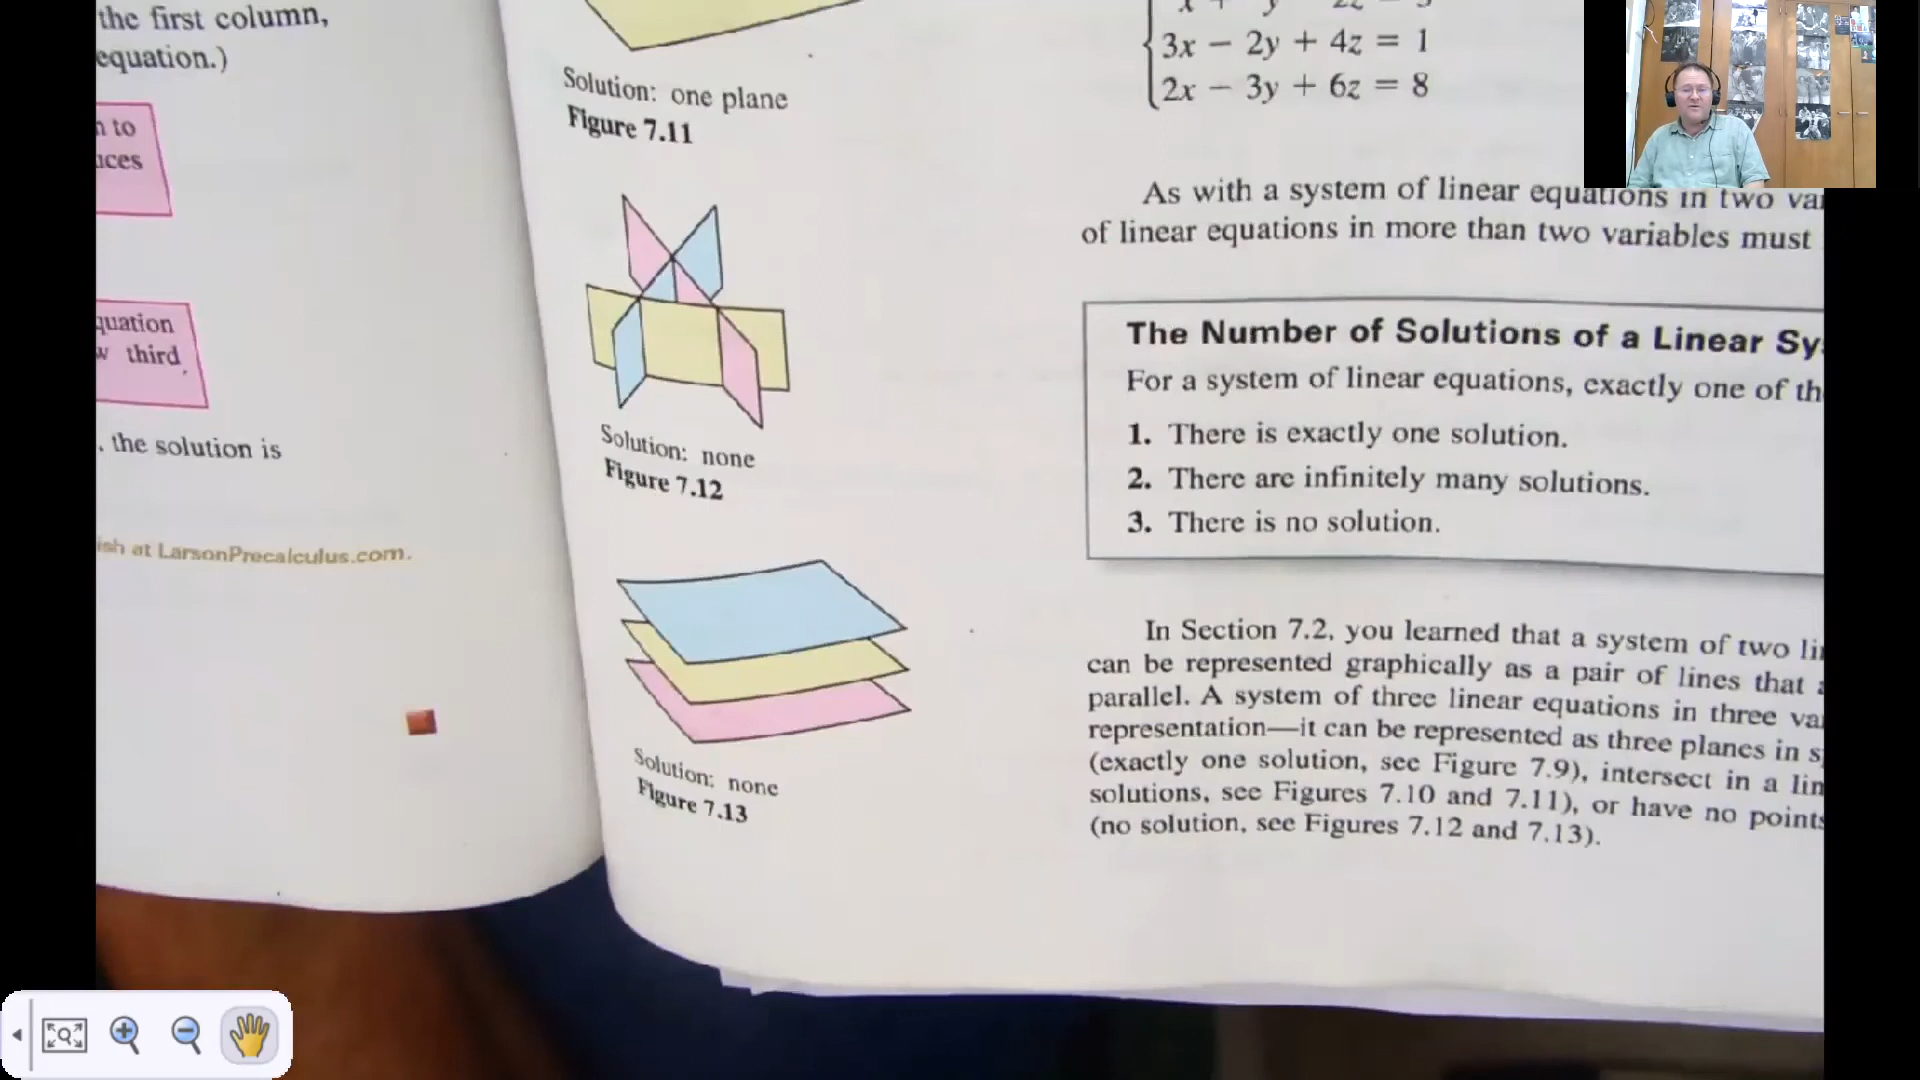 the first column,
equation.)
n to
nces
quation
w third
. the solution is
ish at LarsonPrecalculus.com.
Solution: one plane
Figure 7.11
Solution: none
Figure 7.12
Solution: none
Figure 7.13
3x − 2y + 4z = 1
2x − 3y + 6z = 8
As with a system of linear equations in two var
of linear equations in more than two variables must
The Number of Solutions of a Linear Sy
For a system of linear equations, exactly one of th
1. There is exactly one solution.
2. There are infinitely many solutions.
3. There is no solution.
In Section 7.2, you learned that a system of two li
can be represented graphically as a pair of lines that
parallel. A system of three linear equations in three va
representation—it can be represented as three planes in s
(exactly one solution, see Figure 7.9), intersect in a lin
solutions, see Figures 7.10 and 7.11), or have no points
(no solution, see Figures 7.12 and 7.13).